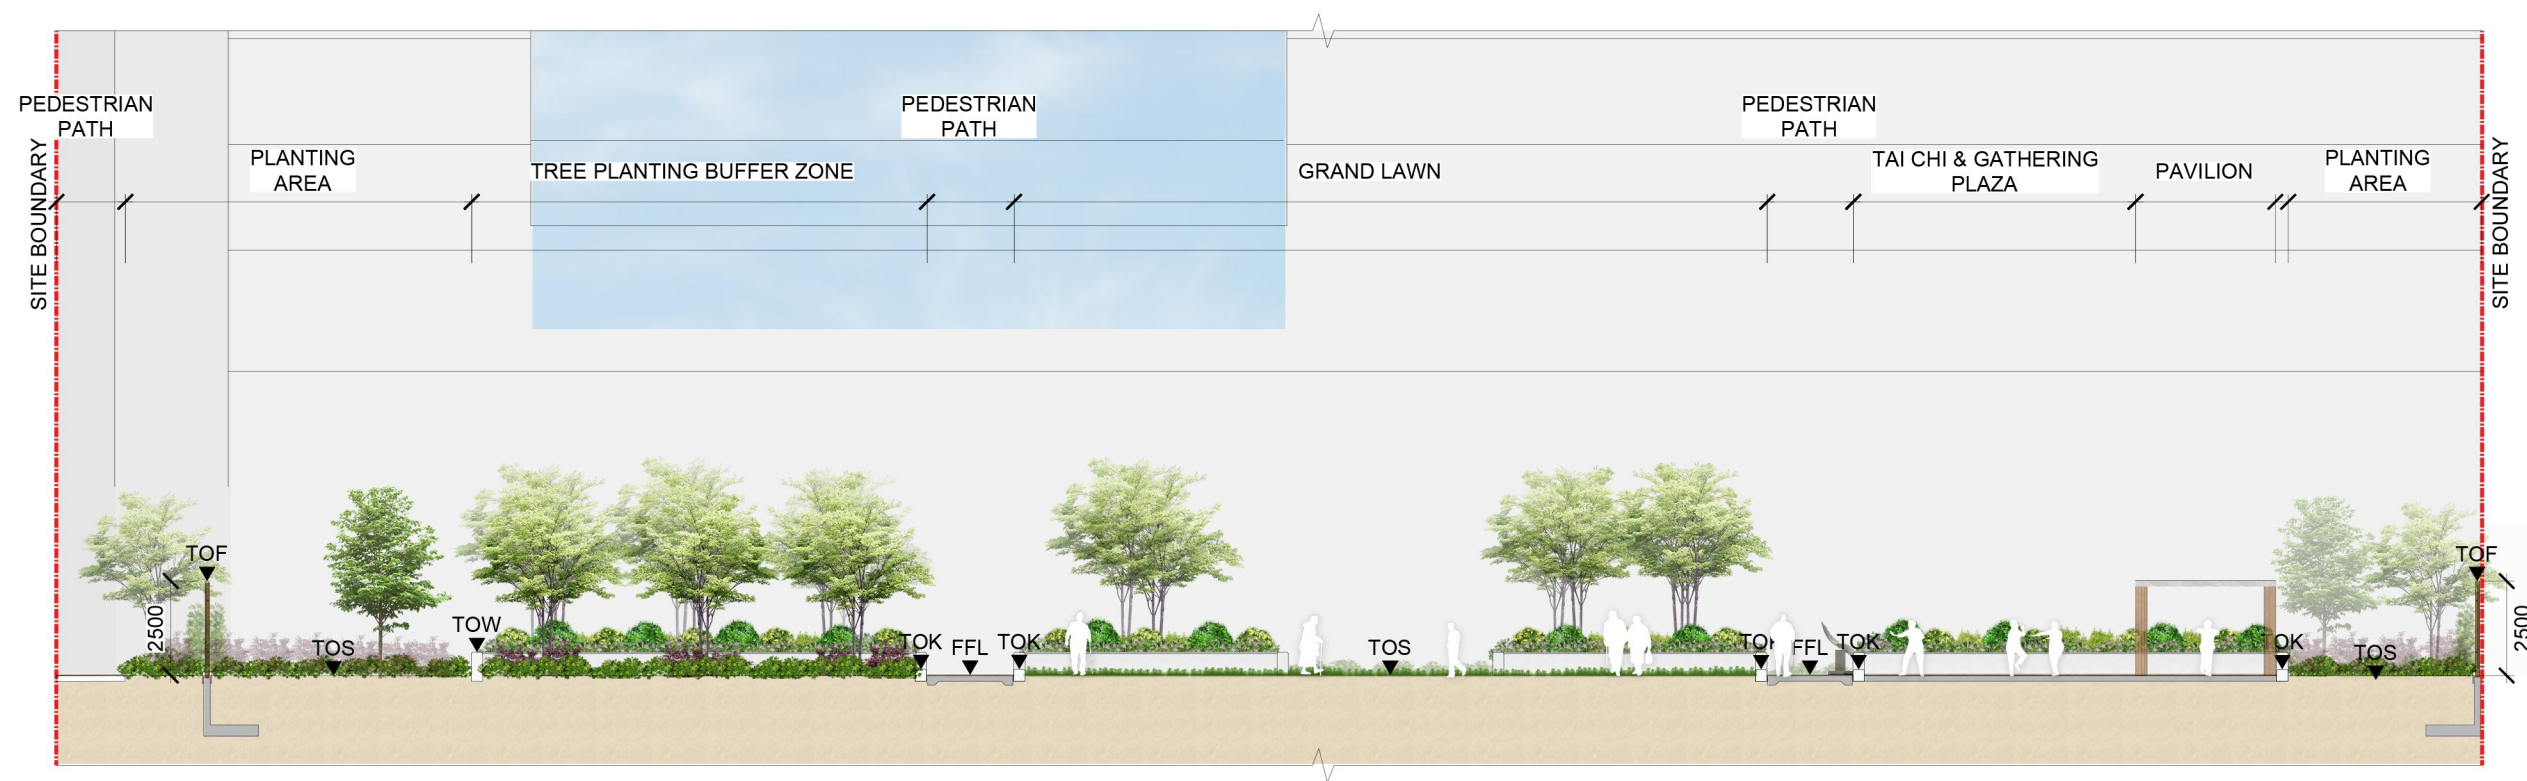 PEDESTRIAN
PATH
PEDESTRIAN
PATH
PEDESTRIAN
PATH
SITE BOUNDARY
PLANTING
AREA
TREE PLANTING BUFFER ZONE
GRAND LAWN
TAI CHI & GATHERING
PLAZA
PAVILION
PLANTING
AREA
SITE BOUNDARY
TOF
2500
TOS
TOW
TOK
FFL
TOK
TOS
TOK
FFL
TOK
TOK
TOS
TOF
2500